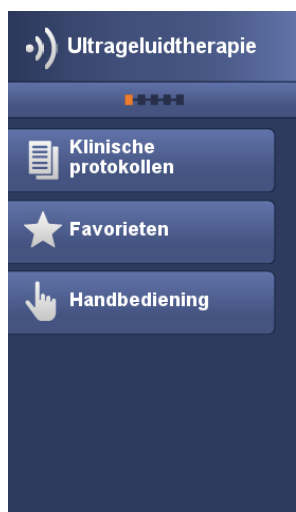 Ultrageluidtherapie
Klinische
protokollen
Favorieten
Handbediening